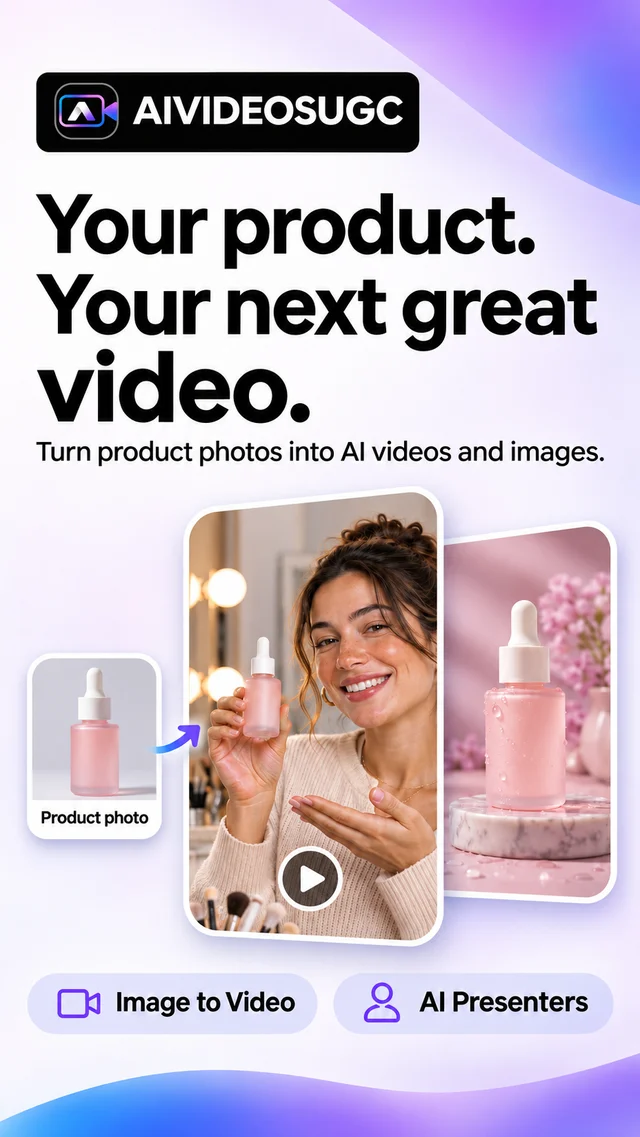 AIVIDEOSUGC
Your product.
Your next great
video.
Turn product photos into AI videos and images.
Product photo
Image to Video
AI Presenters